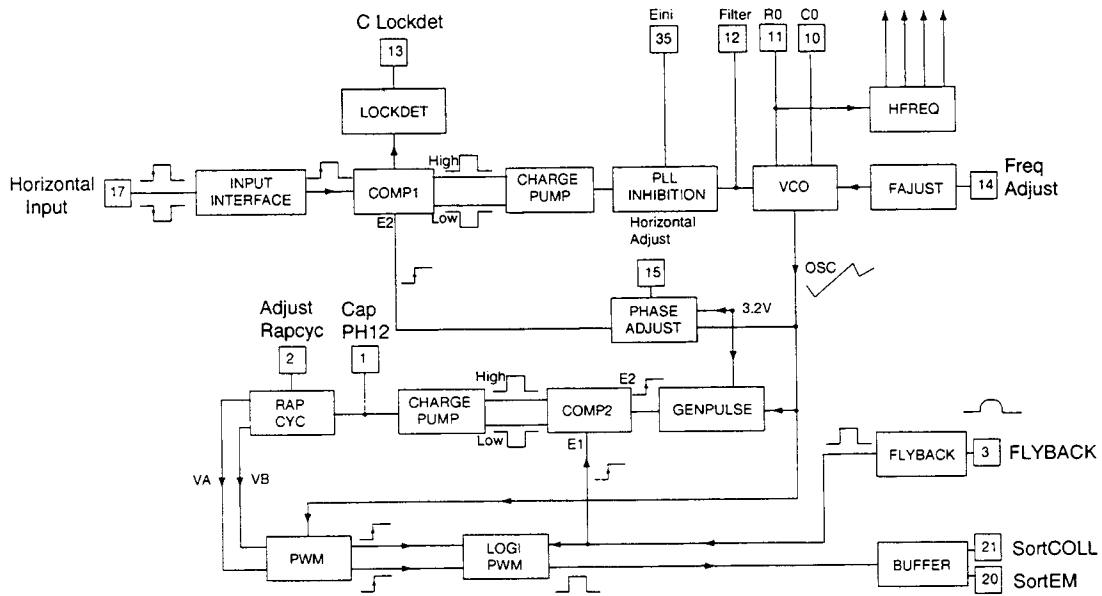 C Lockdet
13
LOCKDET
Eini
35
Filter
12
R0
11
C0
10
HFREQ
Horizontal
Input
17
INPUT
INTERFACE
COMP1
E2
High
Low
CHARGE
PUMP
PLL
INHIBITION
VCO
FAJUST
14
Freq
Adjust
Horizontal
Adjust
15
PHASE
ADJUST
3.2V
OSC
Adjust
Rapcyc
2
Cap
PH12
1
RAP
CYC
CHARGE
PUMP
High
Low
COMP2
E2
E1
GENPULSE
FLYBACK
3
FLYBACK
VA
VB
PWM
LOGI
PWM
BUFFER
21
SortCOLL
20
SortEM